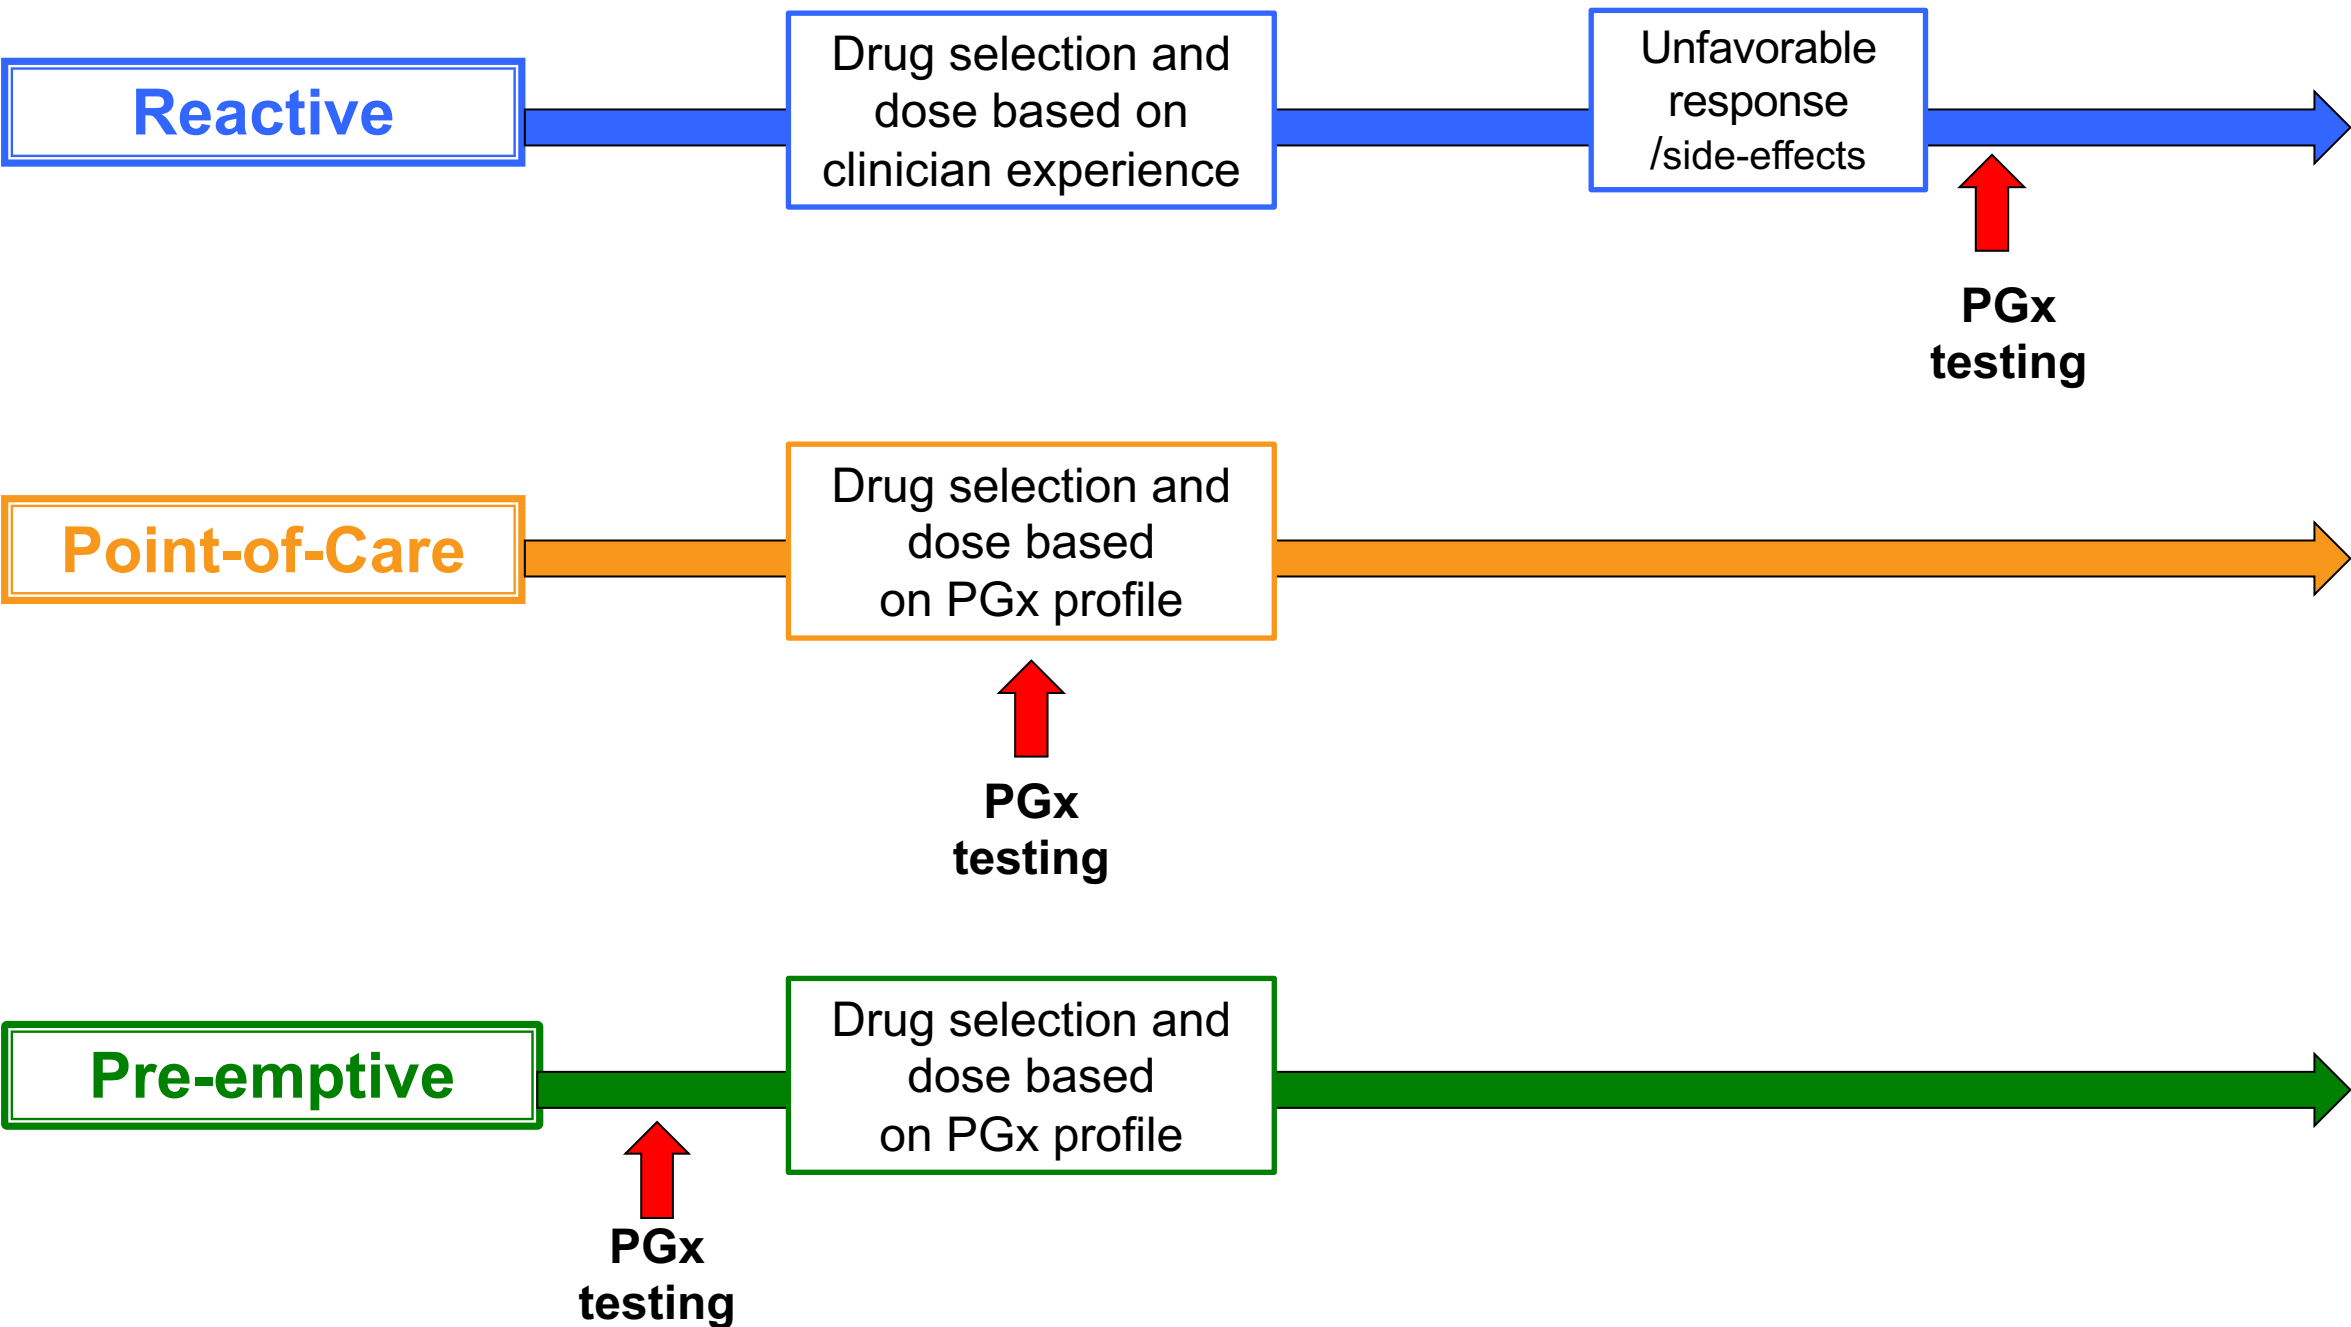 Reactive
Drug selection and
dose based on
clinician experience
Unfavorable
response
/side-effects
PGx
testing
Point-of-Care
Drug selection and
dose based
on PGx profile
PGx
testing
Pre-emptive
Drug selection and
dose based
on PGx profile
PGx
testing